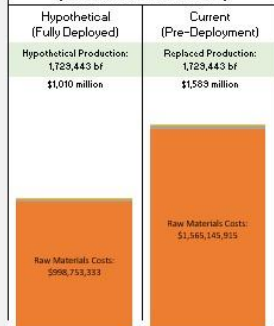 Hypothetical
(Fully Deployed)
Hypothetical Production:
1,729,443 bf
$1,010 million
Current
(Pre-Deployment)
Replaced Production:
1,729,443 bf
$1,589 million
Raw Materials Costs:
$1,565,145,915
Raw Materials Costs:
$998,753,333